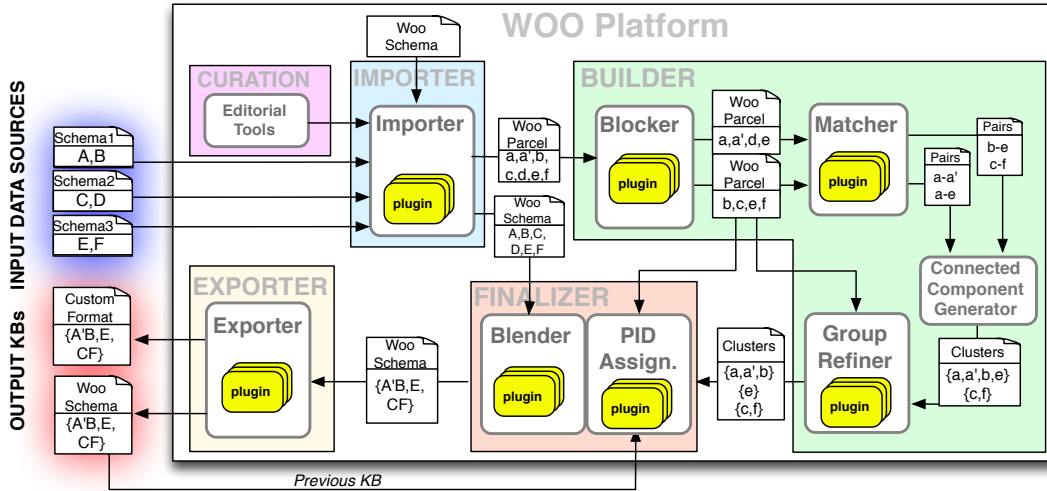 WOO Platform
INPUT DATA SOURCES
OUTPUT KBs
Woo
Schema
CURATION
Editorial
Tools
IMPORTER
Importer
plugin
Schema1
A,B
Schema2
C,D
Schema3
E,F
Woo
Parcel
a,a',b,
c,d,e,f
Woo
Schema
A,B,C,
D,E,F
BUILDER
Blocker
plugin
Woo
Parcel
a,a',d,e
Woo
Parcel
b,c,e,f
Matcher
plugin
Pairs
b-e
c-f
Pairs
a-a'
a-e
Connected
Component
Generator
Clusters
{a,a',b,e}
{c,f}
Group
Refiner
plugin
Clusters
{a,a',b}
{e}
{c,f}
FINALIZER
Blender
PID
Assign.
plugin
Woo
Schema
{A'B,E,
CF}
EXPORTER
Exporter
plugin
Custom
Format
{A'B,E,
CF}
Woo
Schema
{A'B,E,
CF}
Previous KB